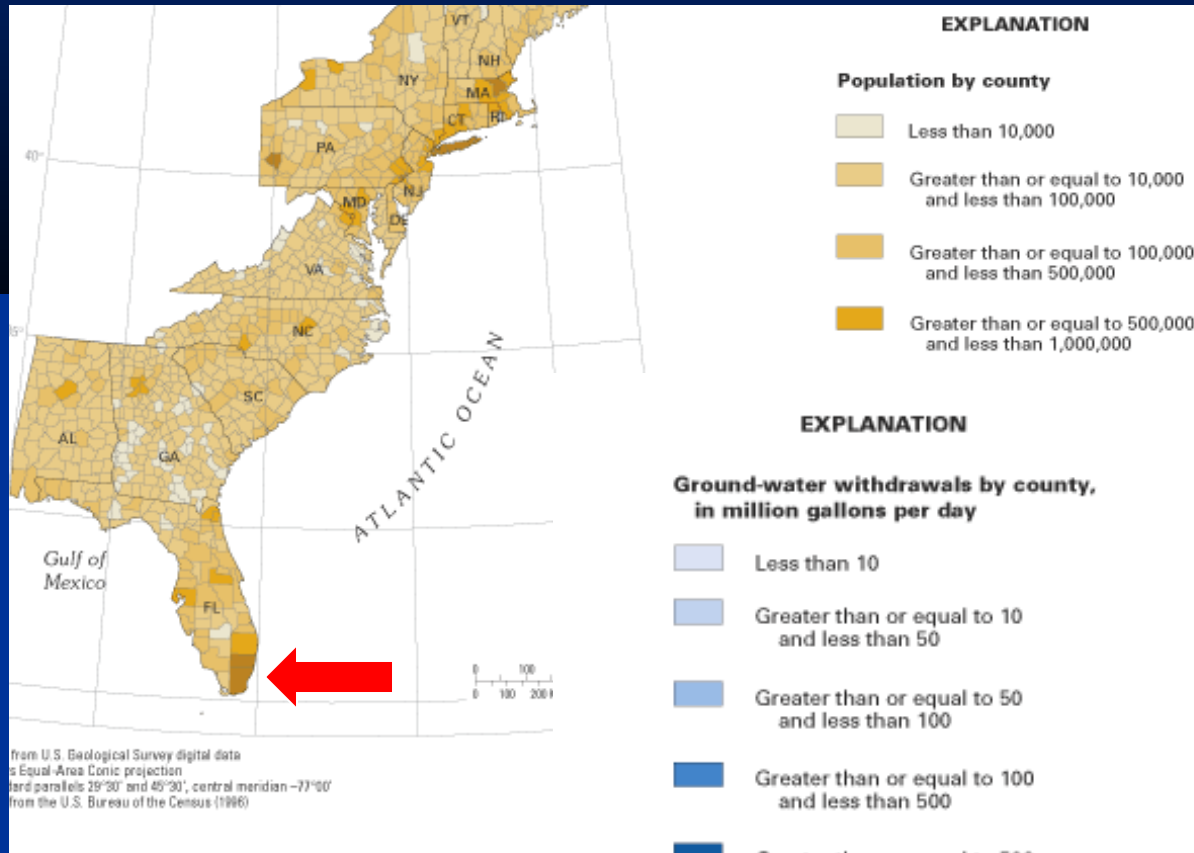 VT
NH
NY
MA
CT
RI
PA
NJ
MD
DE
VA
NC
SC
AL
GA
FL
40°
ATLANTIC OCEAN
Gulf of
Mexico
0 100
0 100 200
from U.S. Geological Survey digital data
Equal-Area Conic projection
parallels 29°30' and 45°30', central meridian –77°00'
from the U.S. Bureau of the Census (1996)
EXPLANATION
Population by county
Less than 10,000
Greater than or equal to 10,000
and less than 100,000
Greater than or equal to 100,000
and less than 500,000
Greater than or equal to 500,000
and less than 1,000,000
EXPLANATION
Ground-water withdrawals by county,
in million gallons per day
Less than 10
Greater than or equal to 10
and less than 50
Greater than or equal to 50
and less than 100
Greater than or equal to 100
and less than 500